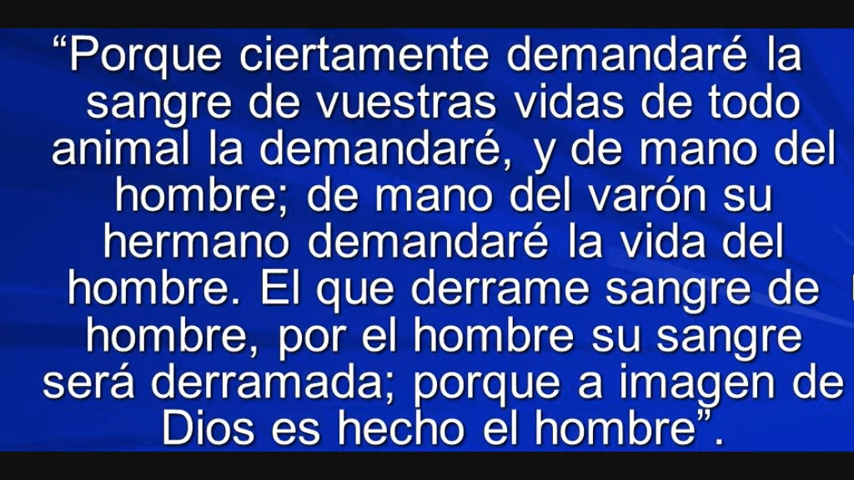 “Porque ciertamente demandaré la
sangre de vuestras vidas de todo
animal la demandaré, y de mano del
hombre; de mano del varón su
hermano demandaré la vida del
hombre. El que derrame sangre de
hombre, por el hombre su sangre
será derramada; porque a imagen de
Dios es hecho el hombre”.